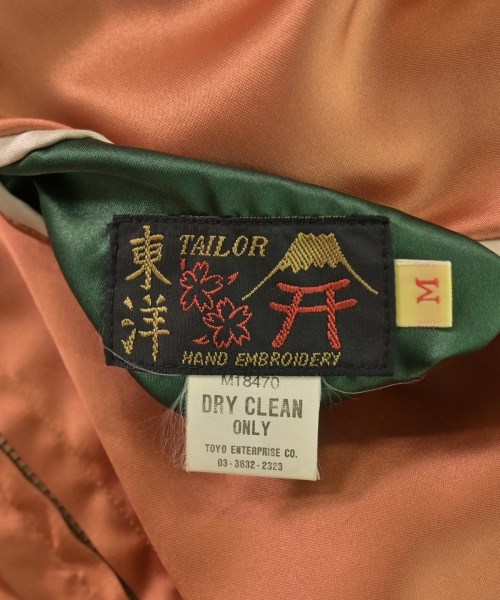 東洋
TAILOR
HAND EMBROIDERY
M
M18470
DRY CLEAN
ONLY
TOYO ENTERPRISE CO.
03-3632-2323